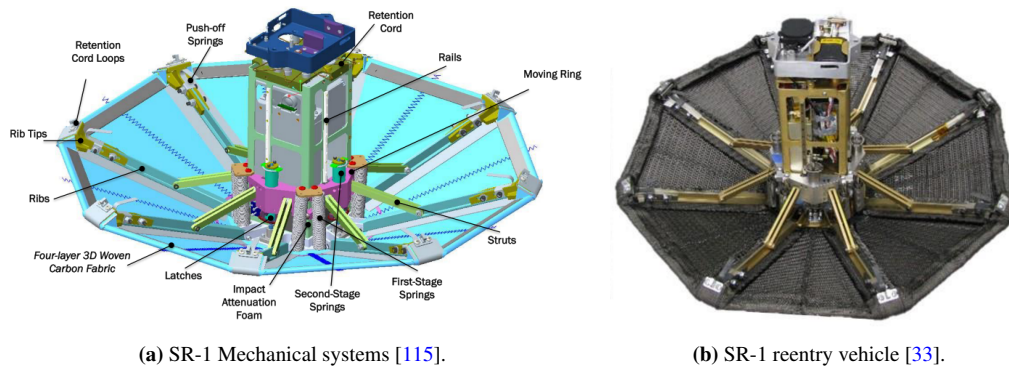 Retention
Cord Loops
Push-off
Springs
Retention
Cord
Rails
Moving Ring
Rib Tips
Ribs
Four-layer 3D Woven
Carbon Fabric
Latches
Impact
Attenuation
Foam
Second-Stage
Springs
First-Stage
Springs
Struts
(a) SR-1 Mechanical systems [115].
(b) SR-1 reentry vehicle [33].